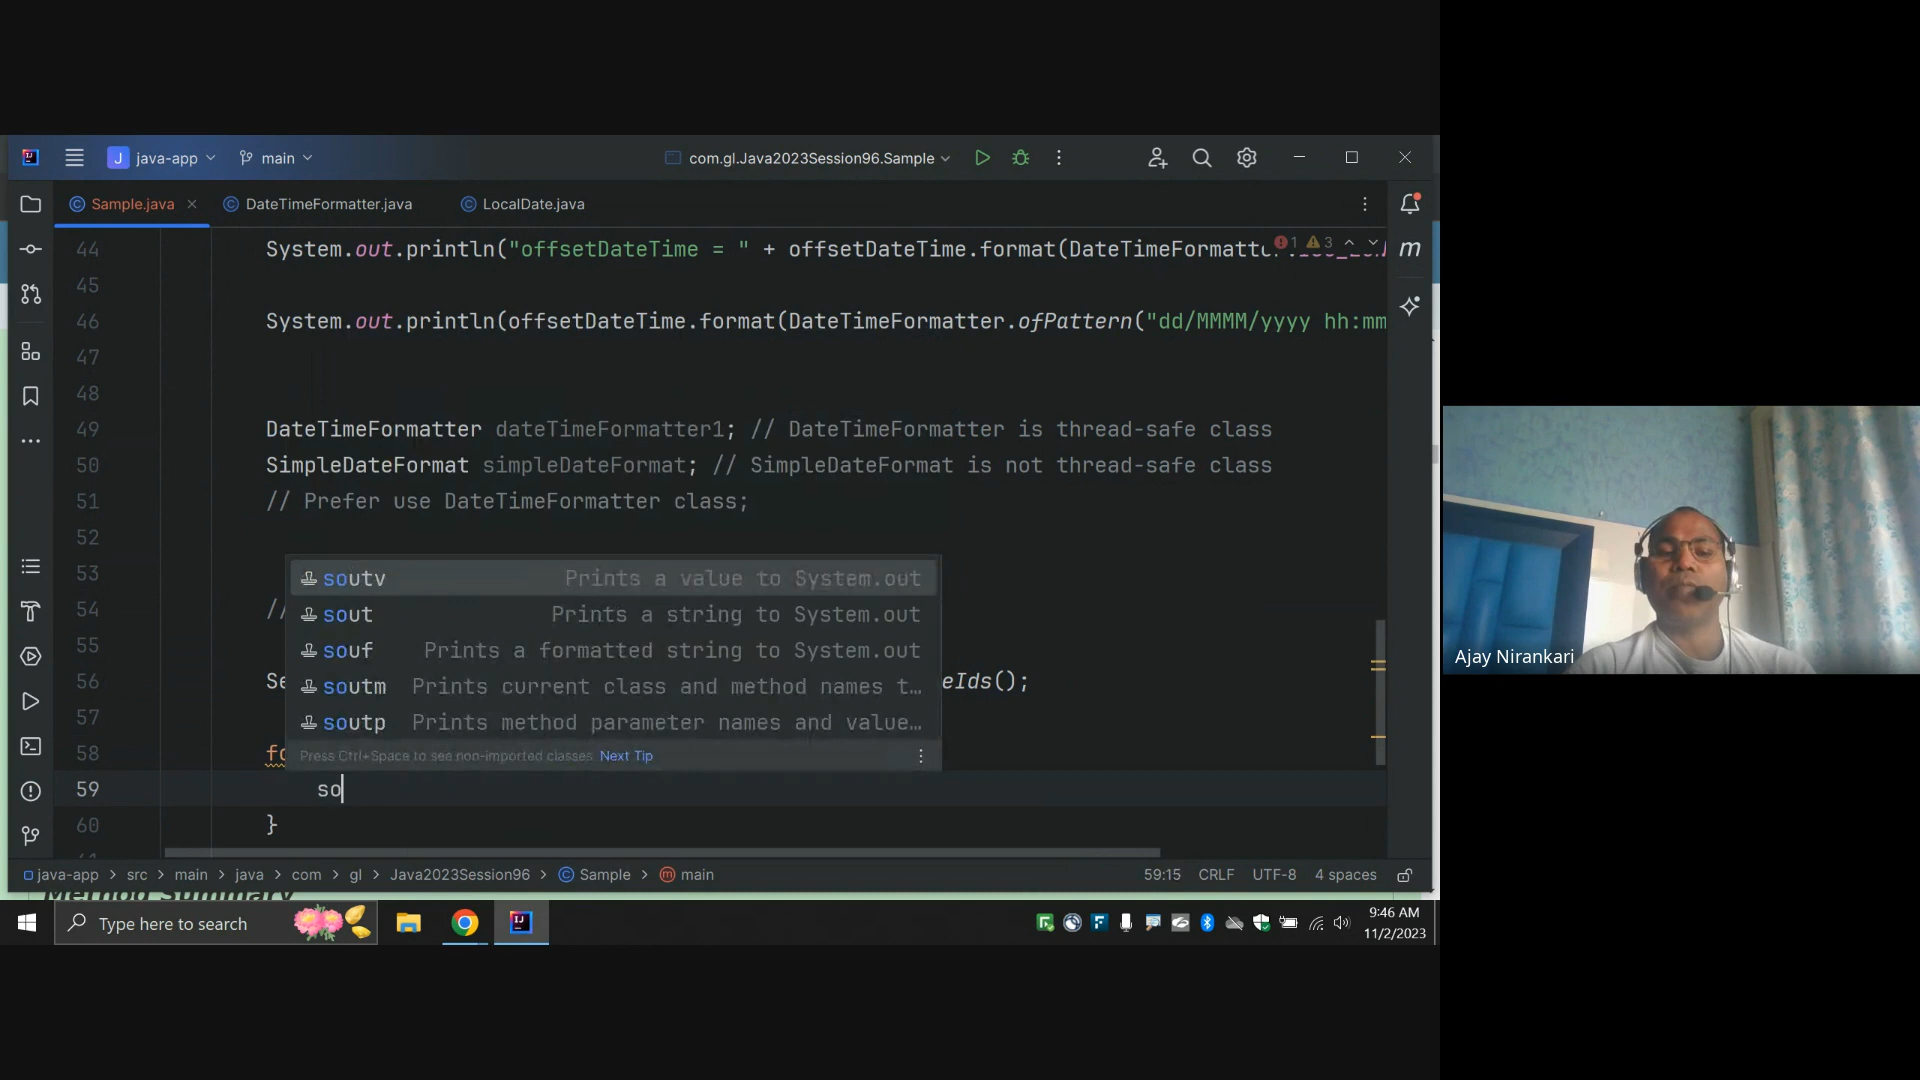 J java-app
main
com.gl.Java2023Session96.Sample
Sample.java
DateTimeFormatter.java
LocalDate.java
44 System.out.println("offsetDateTime = " + offsetDateTime.format(DateTimeFormatte
1 3
m
45
46 System.out.println(offsetDateTime.format(DateTimeFormatter.ofPattern("dd/MMMM/yyyy hh:mm
47
48
49 DateTimeFormatter dateTimeFormatter1; // DateTimeFormatter is thread-safe class
50 SimpleDateFormat simpleDateFormat; // SimpleDateFormat is not thread-safe class
51 // Prefer use DateTimeFormatter class;
52
53 soutv Prints a value to System.out
sout Prints a string to System.out
54 //
souf Prints a formatted string to System.out
55
56 Se eIds();
soutm Prints current class and method names t…
57 soutp Prints method parameter names and value…
58 fo
Press Ctrl+Space to see non-imported classes Next Tip
59 so
60 }
java-app > src > main > java > com > gl > Java2023Session96 > Sample > main
59:15 CRLF UTF-8 4 spaces
Method Summary
Type here to search
9:46 AM
11/2/2023
Ajay Nirankari